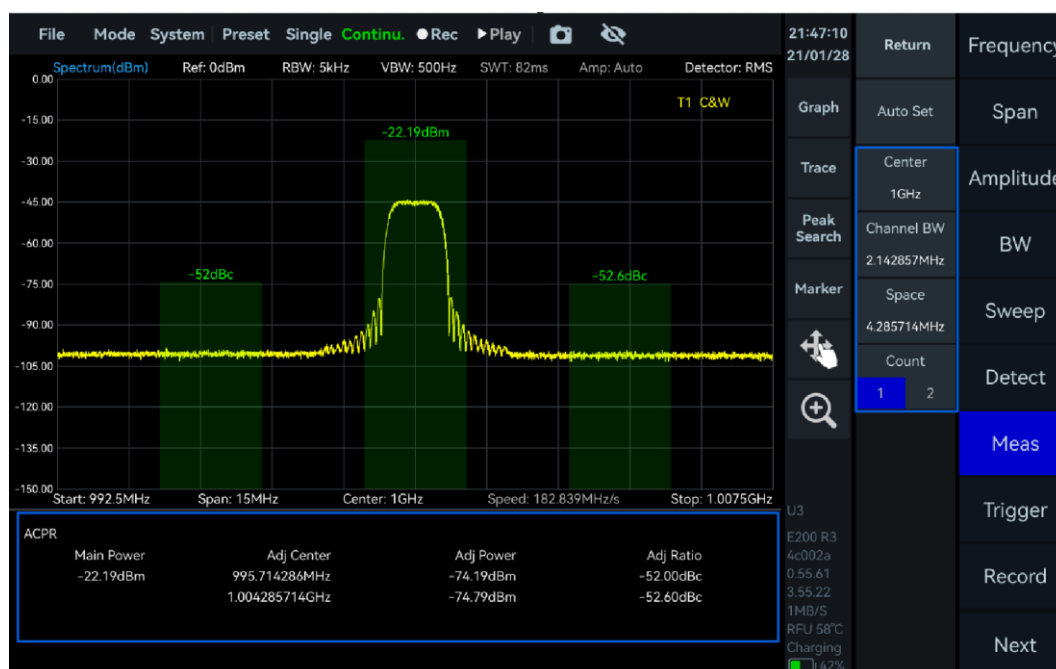 File Mode System Preset Single Continu. Rec Play
21:47:10
21/01/28
Spectrum(dBm) Ref: 0dBm RBW: 5kHz VBW: 500Hz SWT: 82ms Amp: Auto Detector: RMS
0.00
T1 C&W
-15.00
-22.19dBm
-30.00
-45.00
-60.00
-52dBc
-52.6dBc
-75.00
-90.00
-105.00
-120.00
-135.00
-150.00
Start: 992.5MHz Span: 15MHz Center: 1GHz Speed: 182.839MHz/s Stop: 1.0075GHz
ACPR
Main Power Adj Center Adj Power Adj Ratio
-22.19dBm 995.714286MHz -74.19dBm -52.00dBc
1.004285714GHz -74.79dBm -52.60dBc
Graph
Trace
Peak
Search
Marker
U3
E200 R3
4c002a
0.55.61
3.55.22
1MB/S
RFU 58°C
Charging
42%
Return
Auto Set
Center
1GHz
Channel BW
2.142857MHz
Space
4.285714MHz
Count
1 2
Frequency
Span
Amplitude
BW
Sweep
Detect
Meas
Trigger
Record
Next